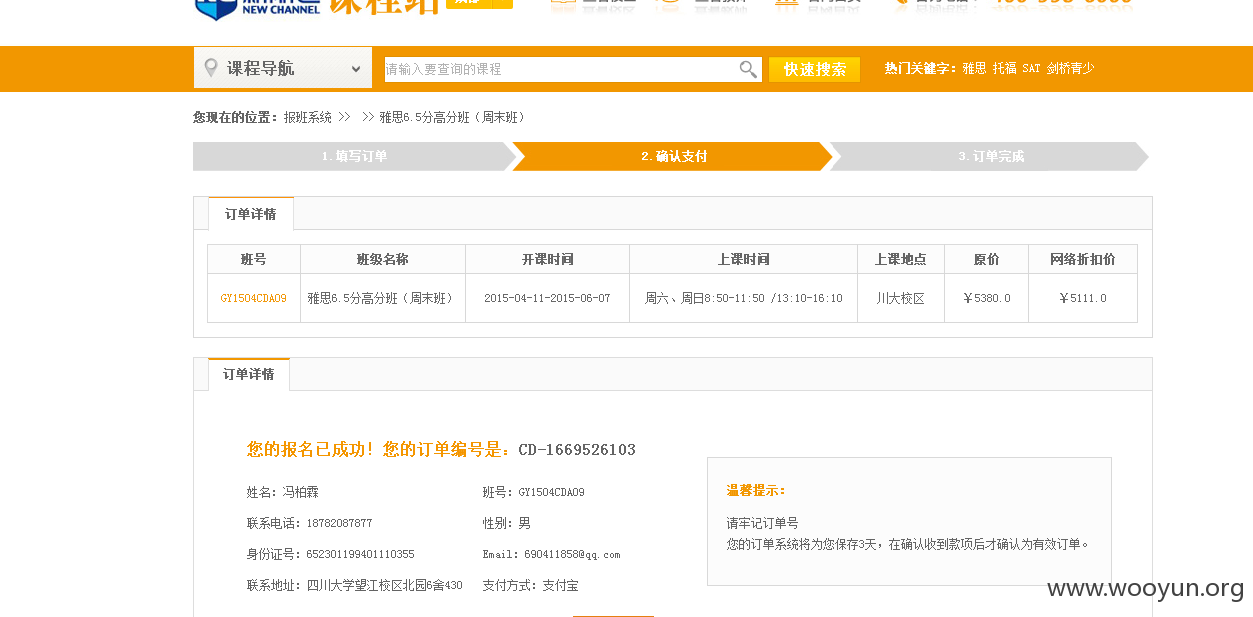 NEW CHANNEL 课程站
课程导航 请输入要查询的课程 快速搜索 热门关键字：雅思 托福 SAT 剑桥青少
您现在的位置：报班系统 >> >> 雅思6.5分高分班（周末班）
1.填写订单 2.确认支付 3.订单完成
订单详情
班号 班级名称 开课时间 上课时间 上课地点 原价 网络折扣价
GY1504CDA09 雅思6.5分高分班（周末班） 2015-04-11-2015-06-07 周六、周日8:50-11:50 /13:10-16:10 川大校区 ￥5380.0 ￥5111.0
订单详情
您的报名已成功！您的订单编号是：CD-1669526103
姓名：冯柏霖 班号：GY1504CDA09
联系电话：18782087877 性别：男
身份证号：652301199401110355 Email：690411858@qq.com
联系地址：四川大学望江校区北园6舍430 支付方式：支付宝
温馨提示：
请牢记订单号
您的订单系统将为您保存3天，在确认收到款项后才确认为有效订单。
www.wooyun.org